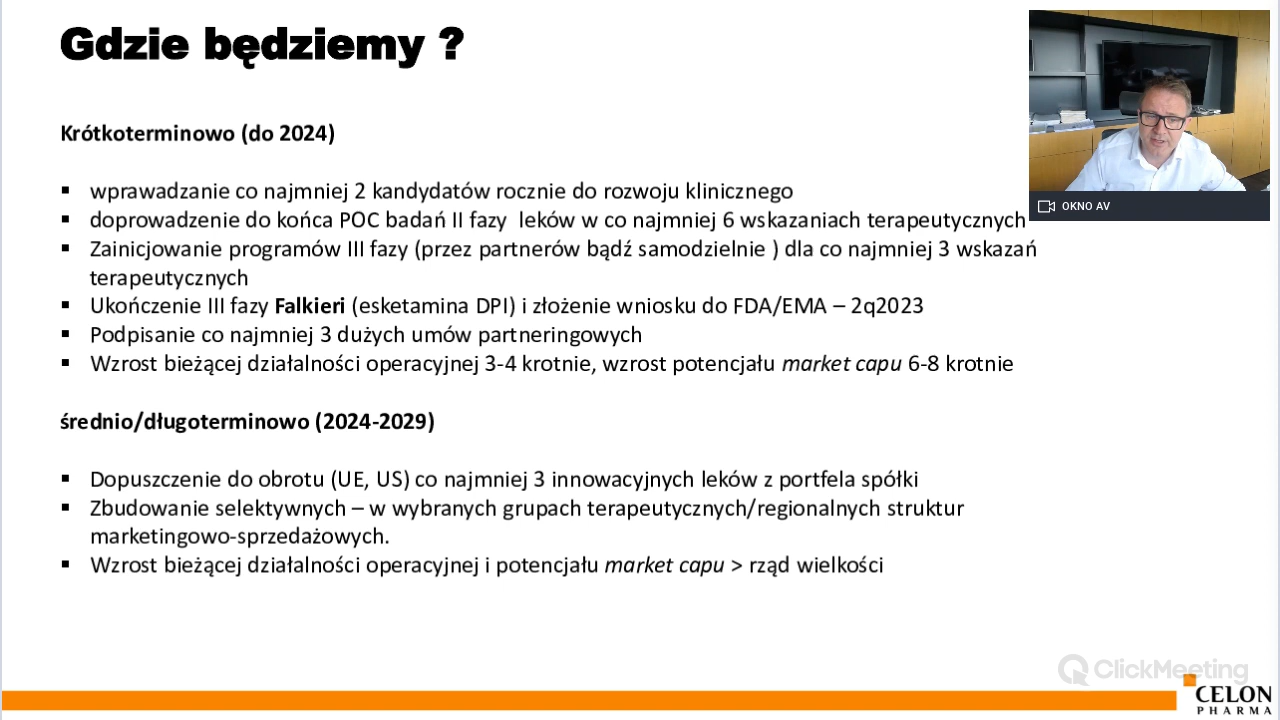 Gdzie będziemy ?
Krótkoterminowo (do 2024)
▪ wprawadzanie co najmniej 2 kandydatów rocznie do rozwoju klinicznego
▪ doprowadzenie do końca POC badań II fazy  leków w co najmniej 6 wskazaniach terapeutycznych
▪ Zainicjowanie programów III fazy (przez partnerów bądź samodzielnie ) dla co najmniej 3 wskazań
terapeutycznych
▪ Ukończenie III fazy Falkieri (esketamina DPI) i złożenie wniosku do FDA/EMA – 2q2023
▪ Podpisanie co najmniej 3 dużych umów partneringowych
▪ Wzrost bieżącej działalności operacyjnej 3-4 krotnie, wzrost potencjału market capu 6-8 krotnie
średnio/długoterminowo (2024-2029)
▪ Dopuszczenie do obrotu (UE, US) co najmniej 3 innowacyjnych leków z portfela spółki
▪ Zbudowanie selektywnych – w wybranych grupach terapeutycznych/regionalnych struktur
marketingowo-sprzedażowych.
▪ Wzrost bieżącej działalności operacyjnej i potencjału market capu > rząd wielkości
OKNO AV
ClickMeeting
CELON
PHARMA